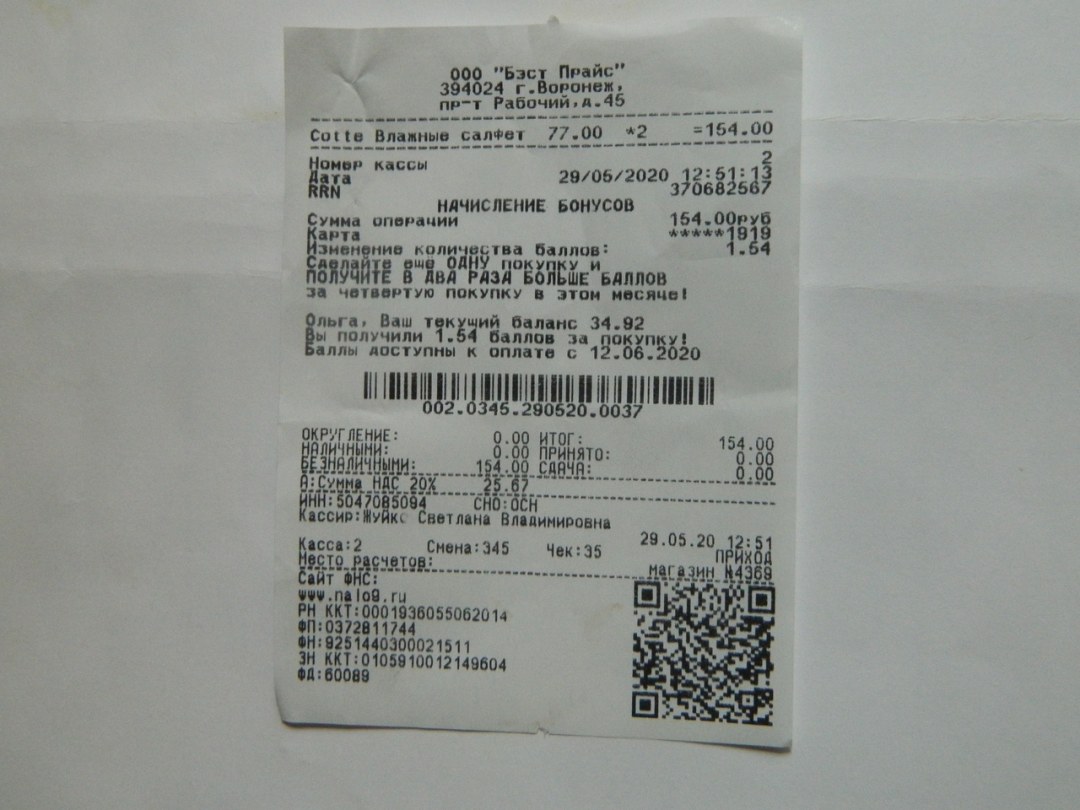 ООО "Бэст Прайс"
394024 г.Воронеж,
пр-т Рабочий,д.45
Cotte Влажные салфет 77.00 *2 =154.00
Номер кассы 2
Дата 29/05/2020 12:51:13
RRN 370682567
НАЧИСЛЕНИЕ БОНУСОВ
Сумма операции 154.00руб
Карта *****1919
Изменение количества баллов: 1.54
Сделайте еще ОДНУ покупку и
ПОЛУЧИТЕ В ДВА РАЗА БОЛЬШЕ БАЛЛОВ
за четвертую покупку в этом месяце!
Ольга, Ваш текущий баланс 34.92
Вы получили 1.54 баллов за покупку!
Баллы доступны к оплате с 12.06.2020
002.0345.290520.0037
ОКРУГЛЕНИЕ: 0.00 ИТОГ: 154.00
НАЛИЧНЫМИ: 0.00 ПРИНЯТО: 0.00
БЕЗНАЛИЧНЫМИ: 154.00 СДАЧА: 0.00
А:Сумма НДС 20% 25.67
ИНН:5047085094 СНО:ОСН
Кассир:Жуйкс Светлана Владимировна
29.05.20 12:51
Касса:2 Смена:345 Чек:35 ПРИХОД
Место расчетов: магазин №4369
Сайт ФНС:
www.nalog.ru
РН ККТ:0001936055062014
ФП:0372811744
ФН:9251440300021511
ЗН ККТ:0105910012149604
ФД:60089